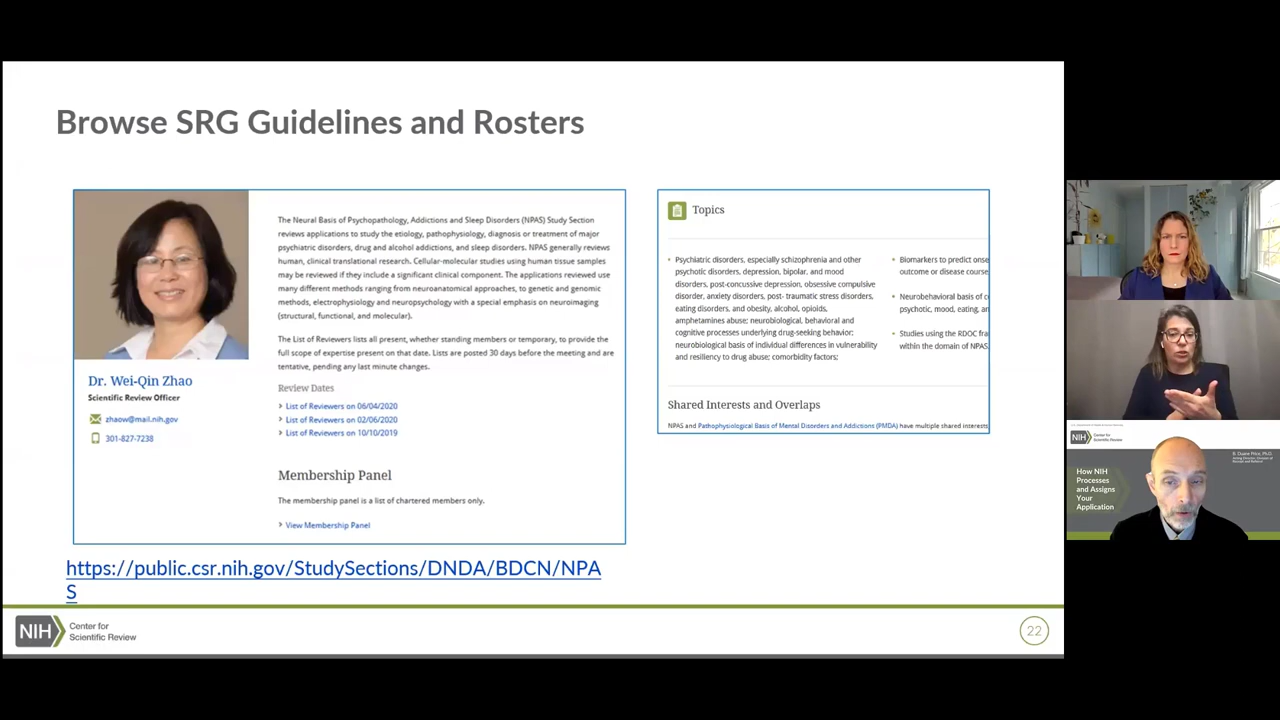 Browse SRG Guidelines and Rosters
The Neural Basis of Psychopathology, Addictions and Sleep Disorders (NPAS) Study Section
reviews applications to study the etiology, pathophysiology, diagnosis or treatment of major
psychiatric disorders, drug and alcohol addictions, and sleep disorders. NPAS generally reviews
human, clinical translational research. Cellular-molecular studies using human tissue samples
may be reviewed if they include a significant clinical component. The applications reviewed use
many different methods ranging from neuroanatomical approaches, to genetic and genomic
methods, electrophysiology and neuropsychology with a special emphasis on neuroimaging
(structural, functional, and molecular).
The List of Reviewers lists all present, whether standing members or temporary, to provide the
full scope of expertise present on that date. Lists are posted 30 days before the meeting and are
tentative, pending any last minute changes.
Review Dates
List of Reviewers on 06/04/2020
List of Reviewers on 02/06/2020
List of Reviewers on 10/10/2019
Membership Panel
The membership panel is a list of chartered members only.
View Membership Panel
Dr. Wei-Qin Zhao
Scientific Review Officer
zhaow@mail.nih.gov
301-827-7238
https://public.csr.nih.gov/StudySections/DNDA/BDCN/NPA
S
Topics
Psychiatric disorders, especially schizophrenia and other
psychotic disorders, depression, bipolar, and mood
disorders, post-concussive depression, obsessive compulsive
disorder, anxiety disorders, post- traumatic stress disorders,
eating disorders, and obesity, alcohol, opioids,
amphetamines abuse; neurobiological, behavioral and
cognitive processes underlying drug-seeking behavior;
neurobiological basis of individual differences in vulnerability
and resiliency to drug abuse; comorbidity factors;
Biomarkers to predict onse
outcome or disease course
Neurobehavioral basis of c
psychotic, mood, eating, an
Studies using the RDOC fra
within the domain of NPAS
Shared Interests and Overlaps
NPAS and Pathophysiological Basis of Mental Disorders and Addictions (PMDA) have multiple shared interests
NIH
Center for
Scientific Review
22
NIH
Center for
Scientific Review
How NIH
Processes
and Assigns
Your
Application